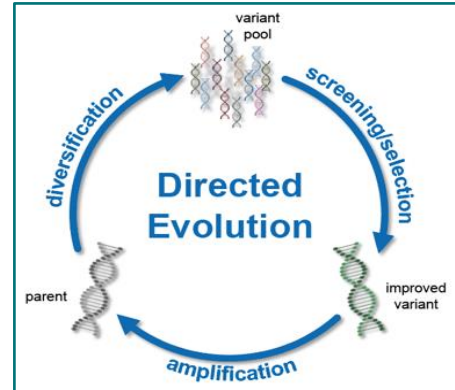 variant
pool
diversification
screening/selection
Directed
Evolution
parent
improved
variant
amplification